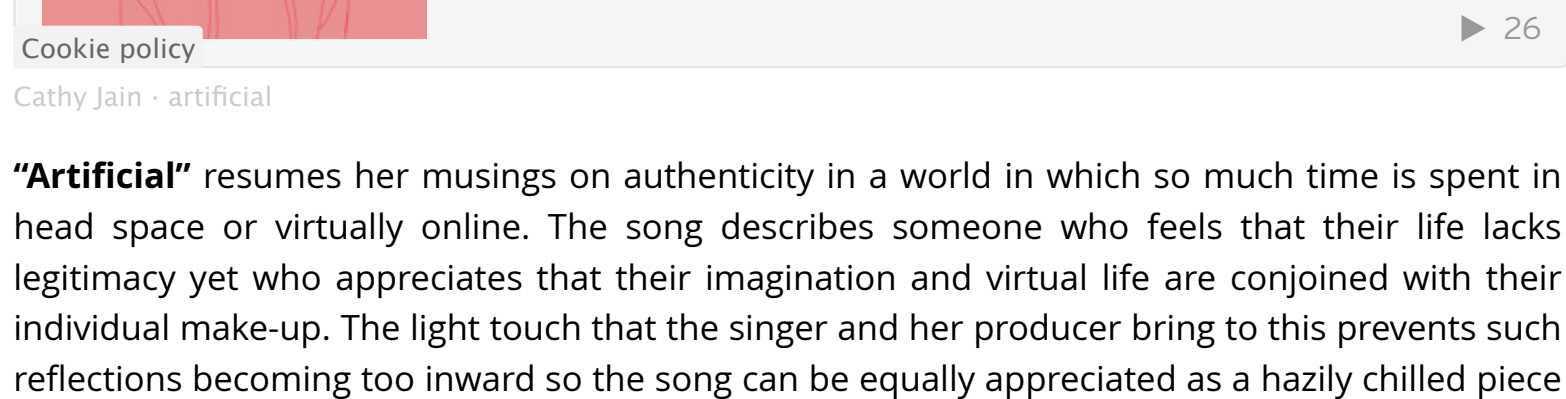 26
Cookie policy
Cathy Jain · artificial
“Artificial” resumes her musings on authenticity in a world in which so much time is spent in
head space or virtually online. The song describes someone who feels that their life lacks
legitimacy yet who appreciates that their imagination and virtual life are conjoined with their
individual make-up. The light touch that the singer and her producer bring to this prevents such
reflections becoming too inward so the song can be equally appreciated as a hazily chilled piece